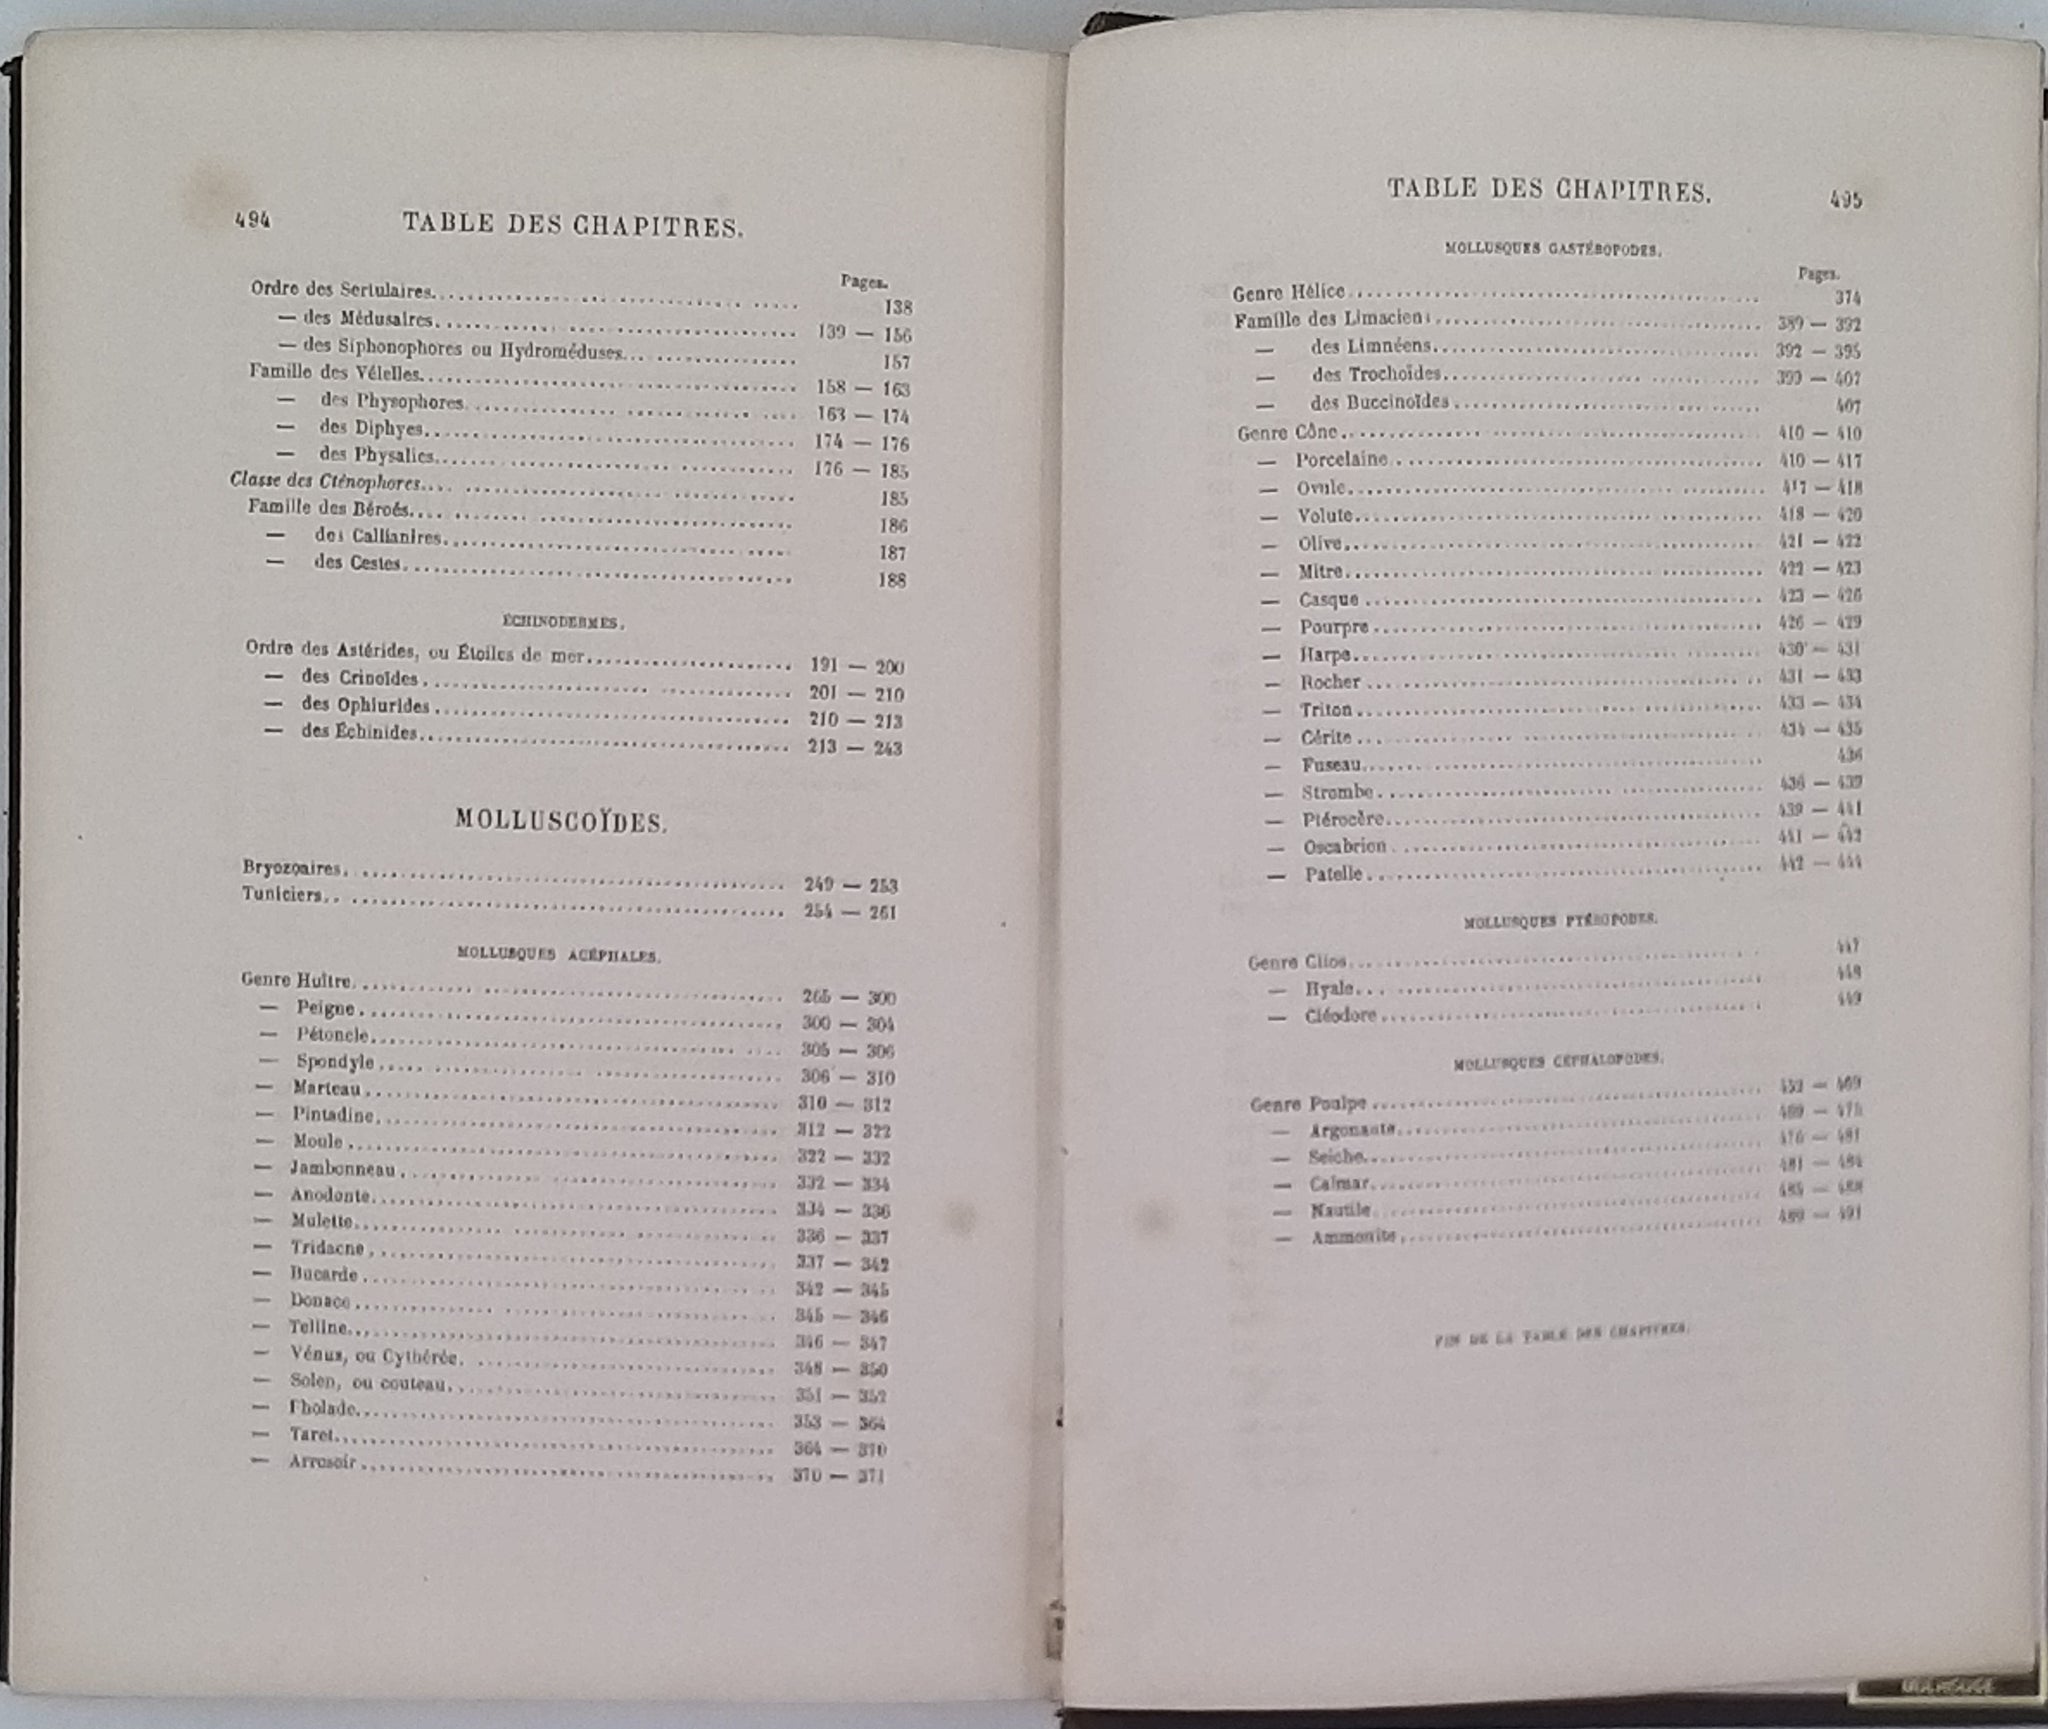 494 TABLE DES CHAPITRES.
Pages.
Ordre des Sertulaires 138
— des Médusaires 139 — 156
— des Siphonophores ou Hydroméduses 157
Famille des Vélelles 158 — 163
— des Physophores 163 — 174
— des Diphyes 174 — 176
— des Physalies 176 — 185
Classe des Cténophores 185
Famille des Béroés 186
— des Callianires 187
— des Cestes 188
ÉCHINODERMES.
Ordre des Astérides, ou Étoiles de mer 191 — 200
— des Crinoïdes 201 — 210
— des Ophiurides 210 — 213
— des Échinides 213 — 243
MOLLUSCOÏDES.
Bryozoaires 249 — 253
Tuniciers 254 — 261
MOLLUSQUES ACÉPHALES.
Genre Huître 265 — 300
— Peigne 300 — 304
— Pétoncle 305 — 306
— Spondyle 306 — 310
— Marteau 310 — 312
— Pintadine 312 — 322
— Moule 322 — 332
— Jambonneau 332 — 334
— Anodonte 334 — 336
— Mulette 336 — 337
— Tridacne 337 — 342
— Bucarde 342 — 345
— Donace 345 — 346
— Telline 346 — 347
— Vénus, ou Cythérée 348 — 350
— Solen, ou couteau 351 — 352
— Pholade 353 — 364
— Taret 364 — 370
— Arrosoir 370 — 371
TABLE DES CHAPITRES. 495
MOLLUSQUES GASTÉROPODES.
Pages.
Genre Hélice 374
Famille des Limaciens 389 — 392
— des Limnéens 392 — 395
— des Trochoïdes 399 — 407
— des Buccinoïdes 407
Genre Cône 410 — 410
— Porcelaine 410 — 417
— Ovule 417 — 418
— Volute 418 — 420
— Olive 421 — 422
— Mitre 422 — 423
— Casque 423 — 426
— Pourpre 426 — 429
— Harpe 430 — 431
— Rocher 431 — 433
— Triton 433 — 434
— Cérite 434 — 435
— Fuseau 436
— Strombe 436 — 439
— Ptérocère 439 — 441
— Oscabrion 441 — 442
— Patelle 442 — 444
MOLLUSQUES PTÉROPODES.
Genre Clios 447
— Hyale 448
— Cléodore 449
MOLLUSQUES CÉPHALOPODES.
Genre Poulpe 469
— Argonaute 469
— Seiche 476 — 481
— Calmar 481 — 484
— Nautile 485 — 488
— Ammonite 489 — 491
FIN DE LA TABLE DES CHAPITRES.